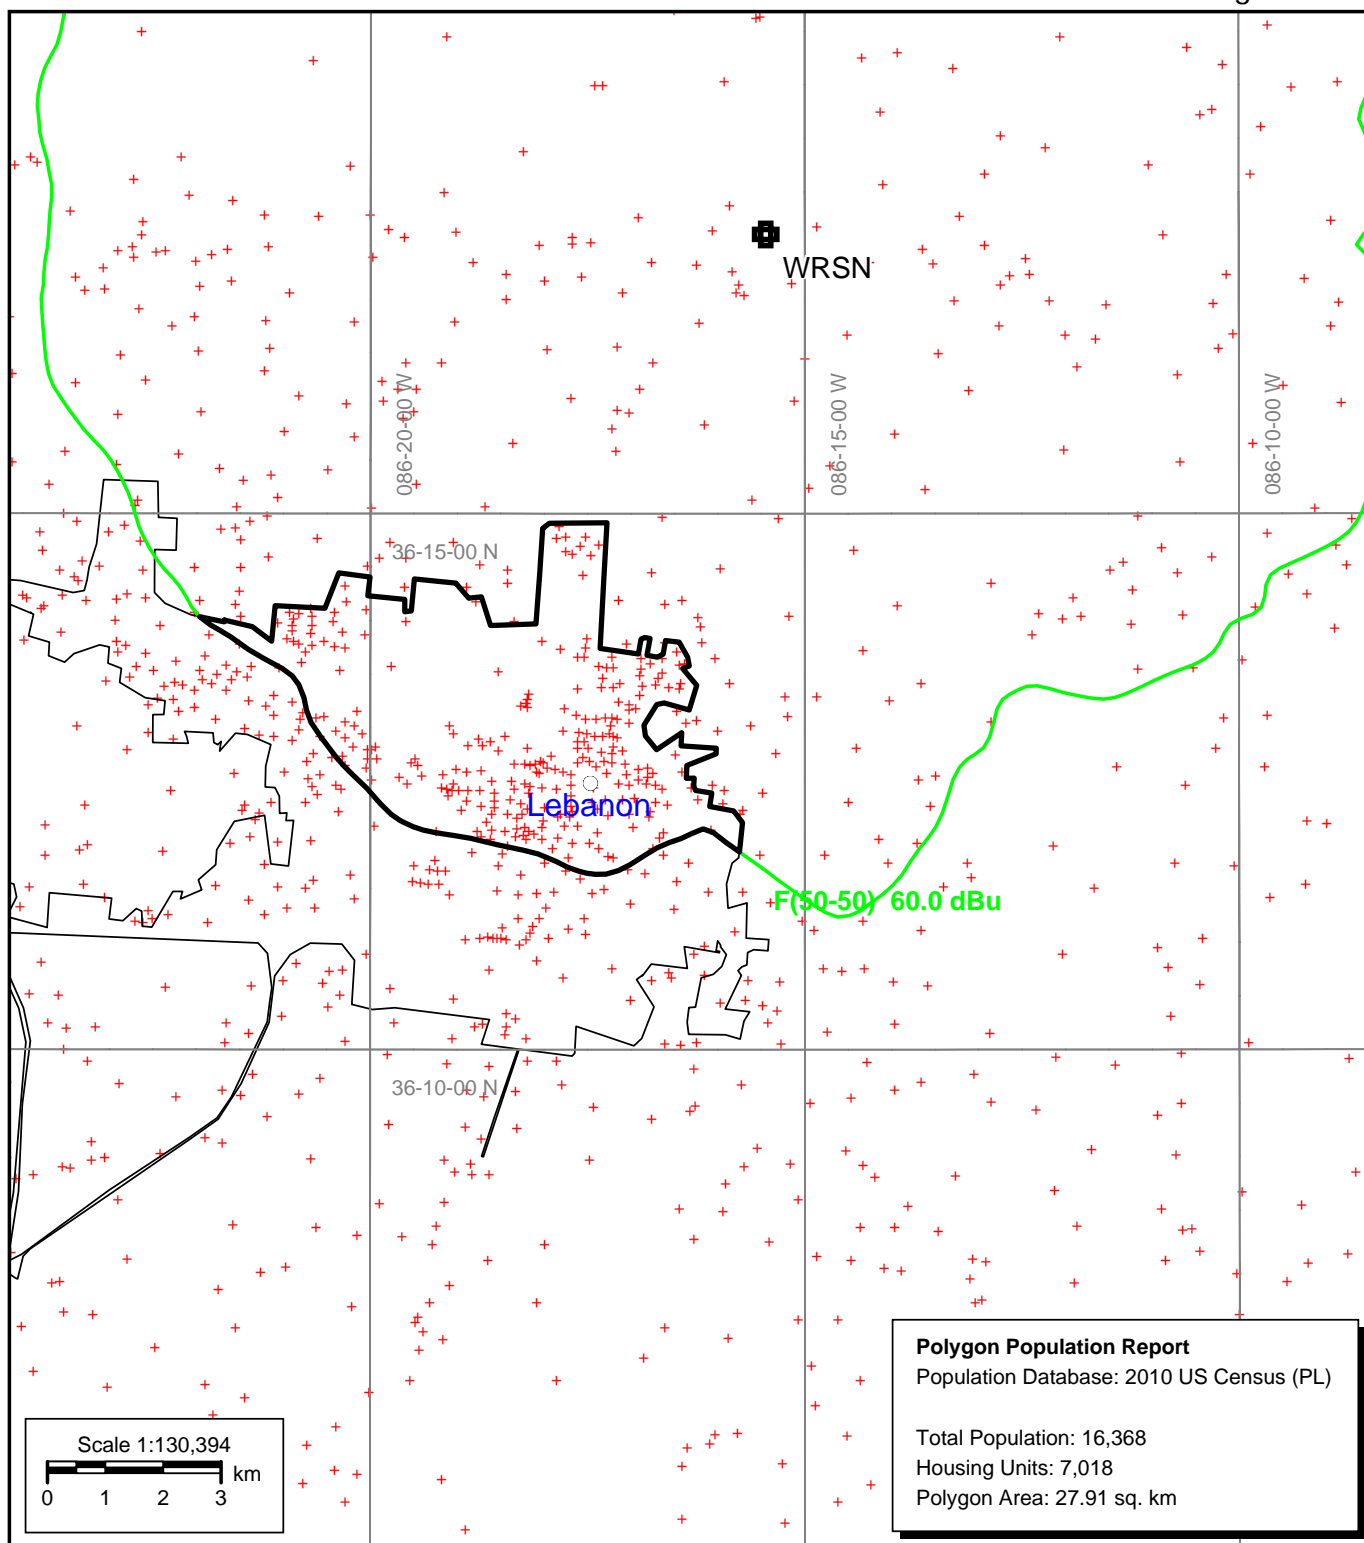 WRSN
086-20-00 W
086-15-00 W
086-10-00 W
36-15-00 N
Lebanon
F(50-50) 60.0 dBu
36-10-00 N
Polygon Population Report
Population Database: 2010 US Census (PL)
Total Population: 16,368
Housing Units: 7,018
Polygon Area: 27.91 sq. km
Scale 1:130,394
km
0 1 2 3